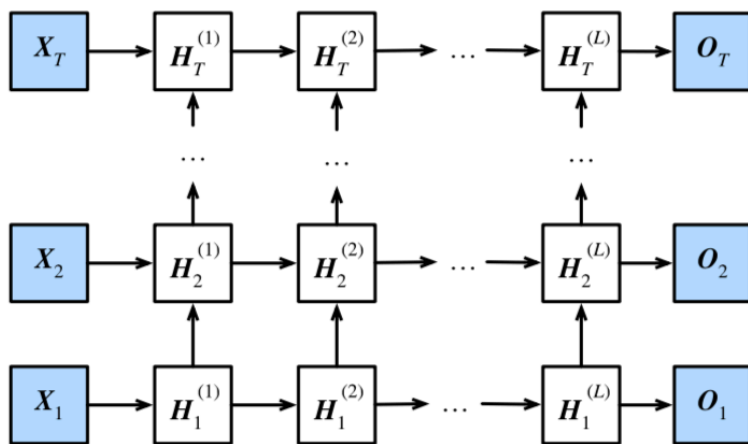 X_T H_T^{(1)} H_T^{(2)} … H_T^{(L)} O_T
… … …
X_2 H_2^{(1)} H_2^{(2)} … H_2^{(L)} O_2
X_1 H_1^{(1)} H_1^{(2)} … H_1^{(L)} O_1